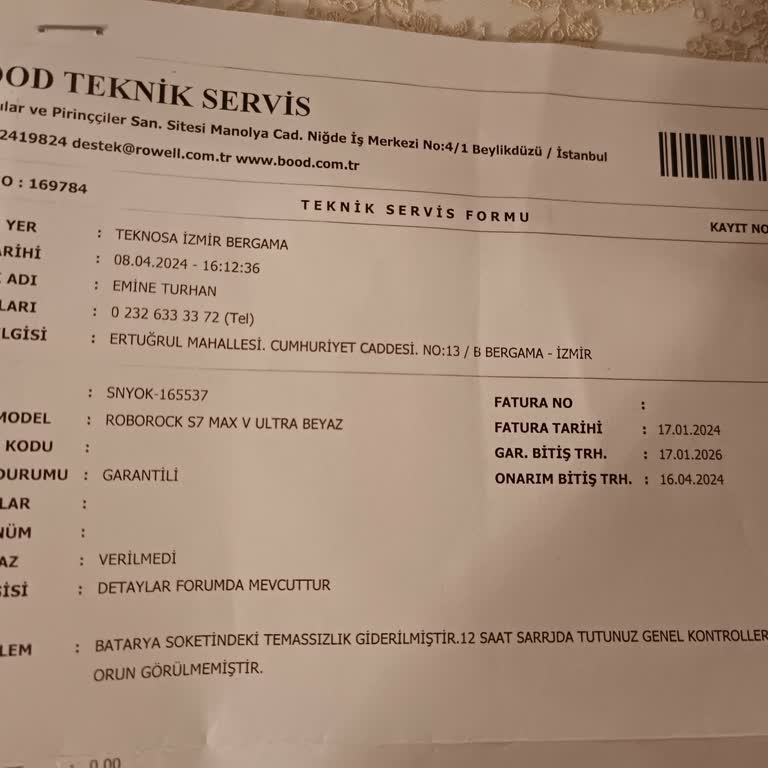 OOD TEKNİK SERVİS
ılar ve Pirinççiler San. Sitesi Manolya Cad. Niğde İş Merkezi No:4/1 Beylikdüzü / İstanbul
2419824 destek@rowell.com.tr www.bood.com.tr
O : 169784
TEKNİK SERVİS FORMU
KAYIT NO
YER : TEKNOSA İZMİR BERGAMA
ARİHİ : 08.04.2024 - 16:12:36
ADI : EMİNE TURHAN
LARI : 0 232 633 33 72 (Tel)
LGİSİ : ERTUĞRUL MAHALLESİ. CUMHURİYET CADDESİ. NO:13 / B BERGAMA - İZMİR
: SNYOK-165537
FATURA NO :
MODEL : ROBOROCK S7 MAX V ULTRA BEYAZ
FATURA TARİHİ : 17.01.2024
KODU :
GAR. BİTİŞ TRH. : 17.01.2026
DURUMU : GARANTİLİ
ONARIM BİTİŞ TRH. : 16.04.2024
LAR :
NÜM :
AZ : VERİLMEDİ
GİSİ : DETAYLAR FORUMDA MEVCUTTUR
LEM : BATARYA SOKETİNDEKİ TEMASSIZLIK GİDERİLMİŞTİR.12 SAAT SARRJDA TUTUNUZ GENEL KONTROLLER
ORUN GÖRÜLMEMİŞTİR.
: 0.00